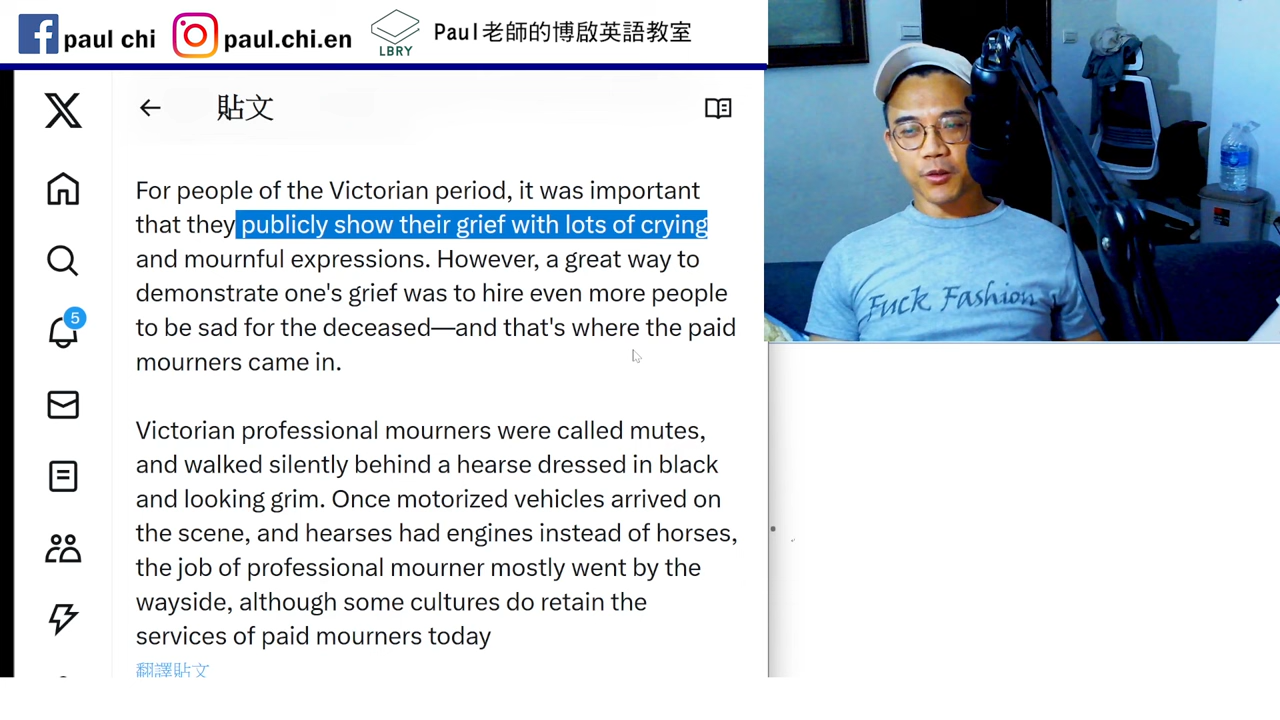 paul chi
paul.chi.en
LBRY
Paul老師的博啟英語教室
貼文
5
For people of the Victorian period, it was important
that they publicly show their grief with lots of crying
and mournful expressions. However, a great way to
demonstrate one's grief was to hire even more people
to be sad for the deceased—and that's where the paid
mourners came in.
Victorian professional mourners were called mutes,
and walked silently behind a hearse dressed in black
and looking grim. Once motorized vehicles arrived on
the scene, and hearses had engines instead of horses,
the job of professional mourner mostly went by the
wayside, although some cultures do retain the
services of paid mourners today
翻譯貼文
Fuck Fashion